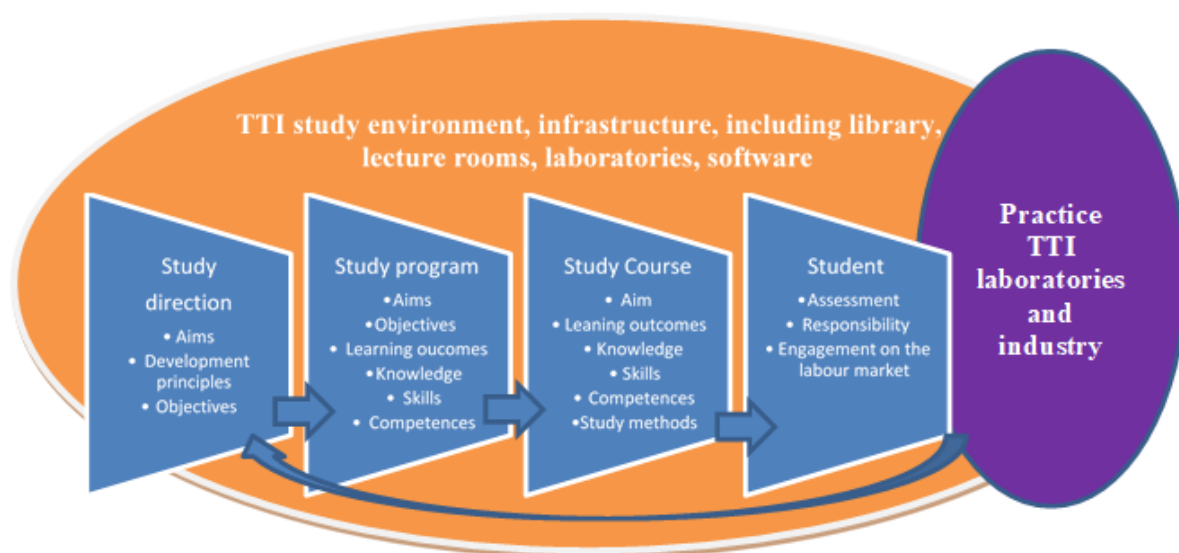 TTI study environment, infrastructure, including library,
lecture rooms, laboratories, software
Study
direction
• Aims
• Development
principles
• Objectives
Study program
•Aims
•Objectives
• Learning oucomes
•Knowledge
• Skills
• Competences
Study Course
• Aim
• Leaning outcomes
• Knowledge
• Skills
• Competences
•Study methods
Student
• Assessment
• Responsibility
• Engagement on the
labour market
Practice
TTI
laboratories
and
industry